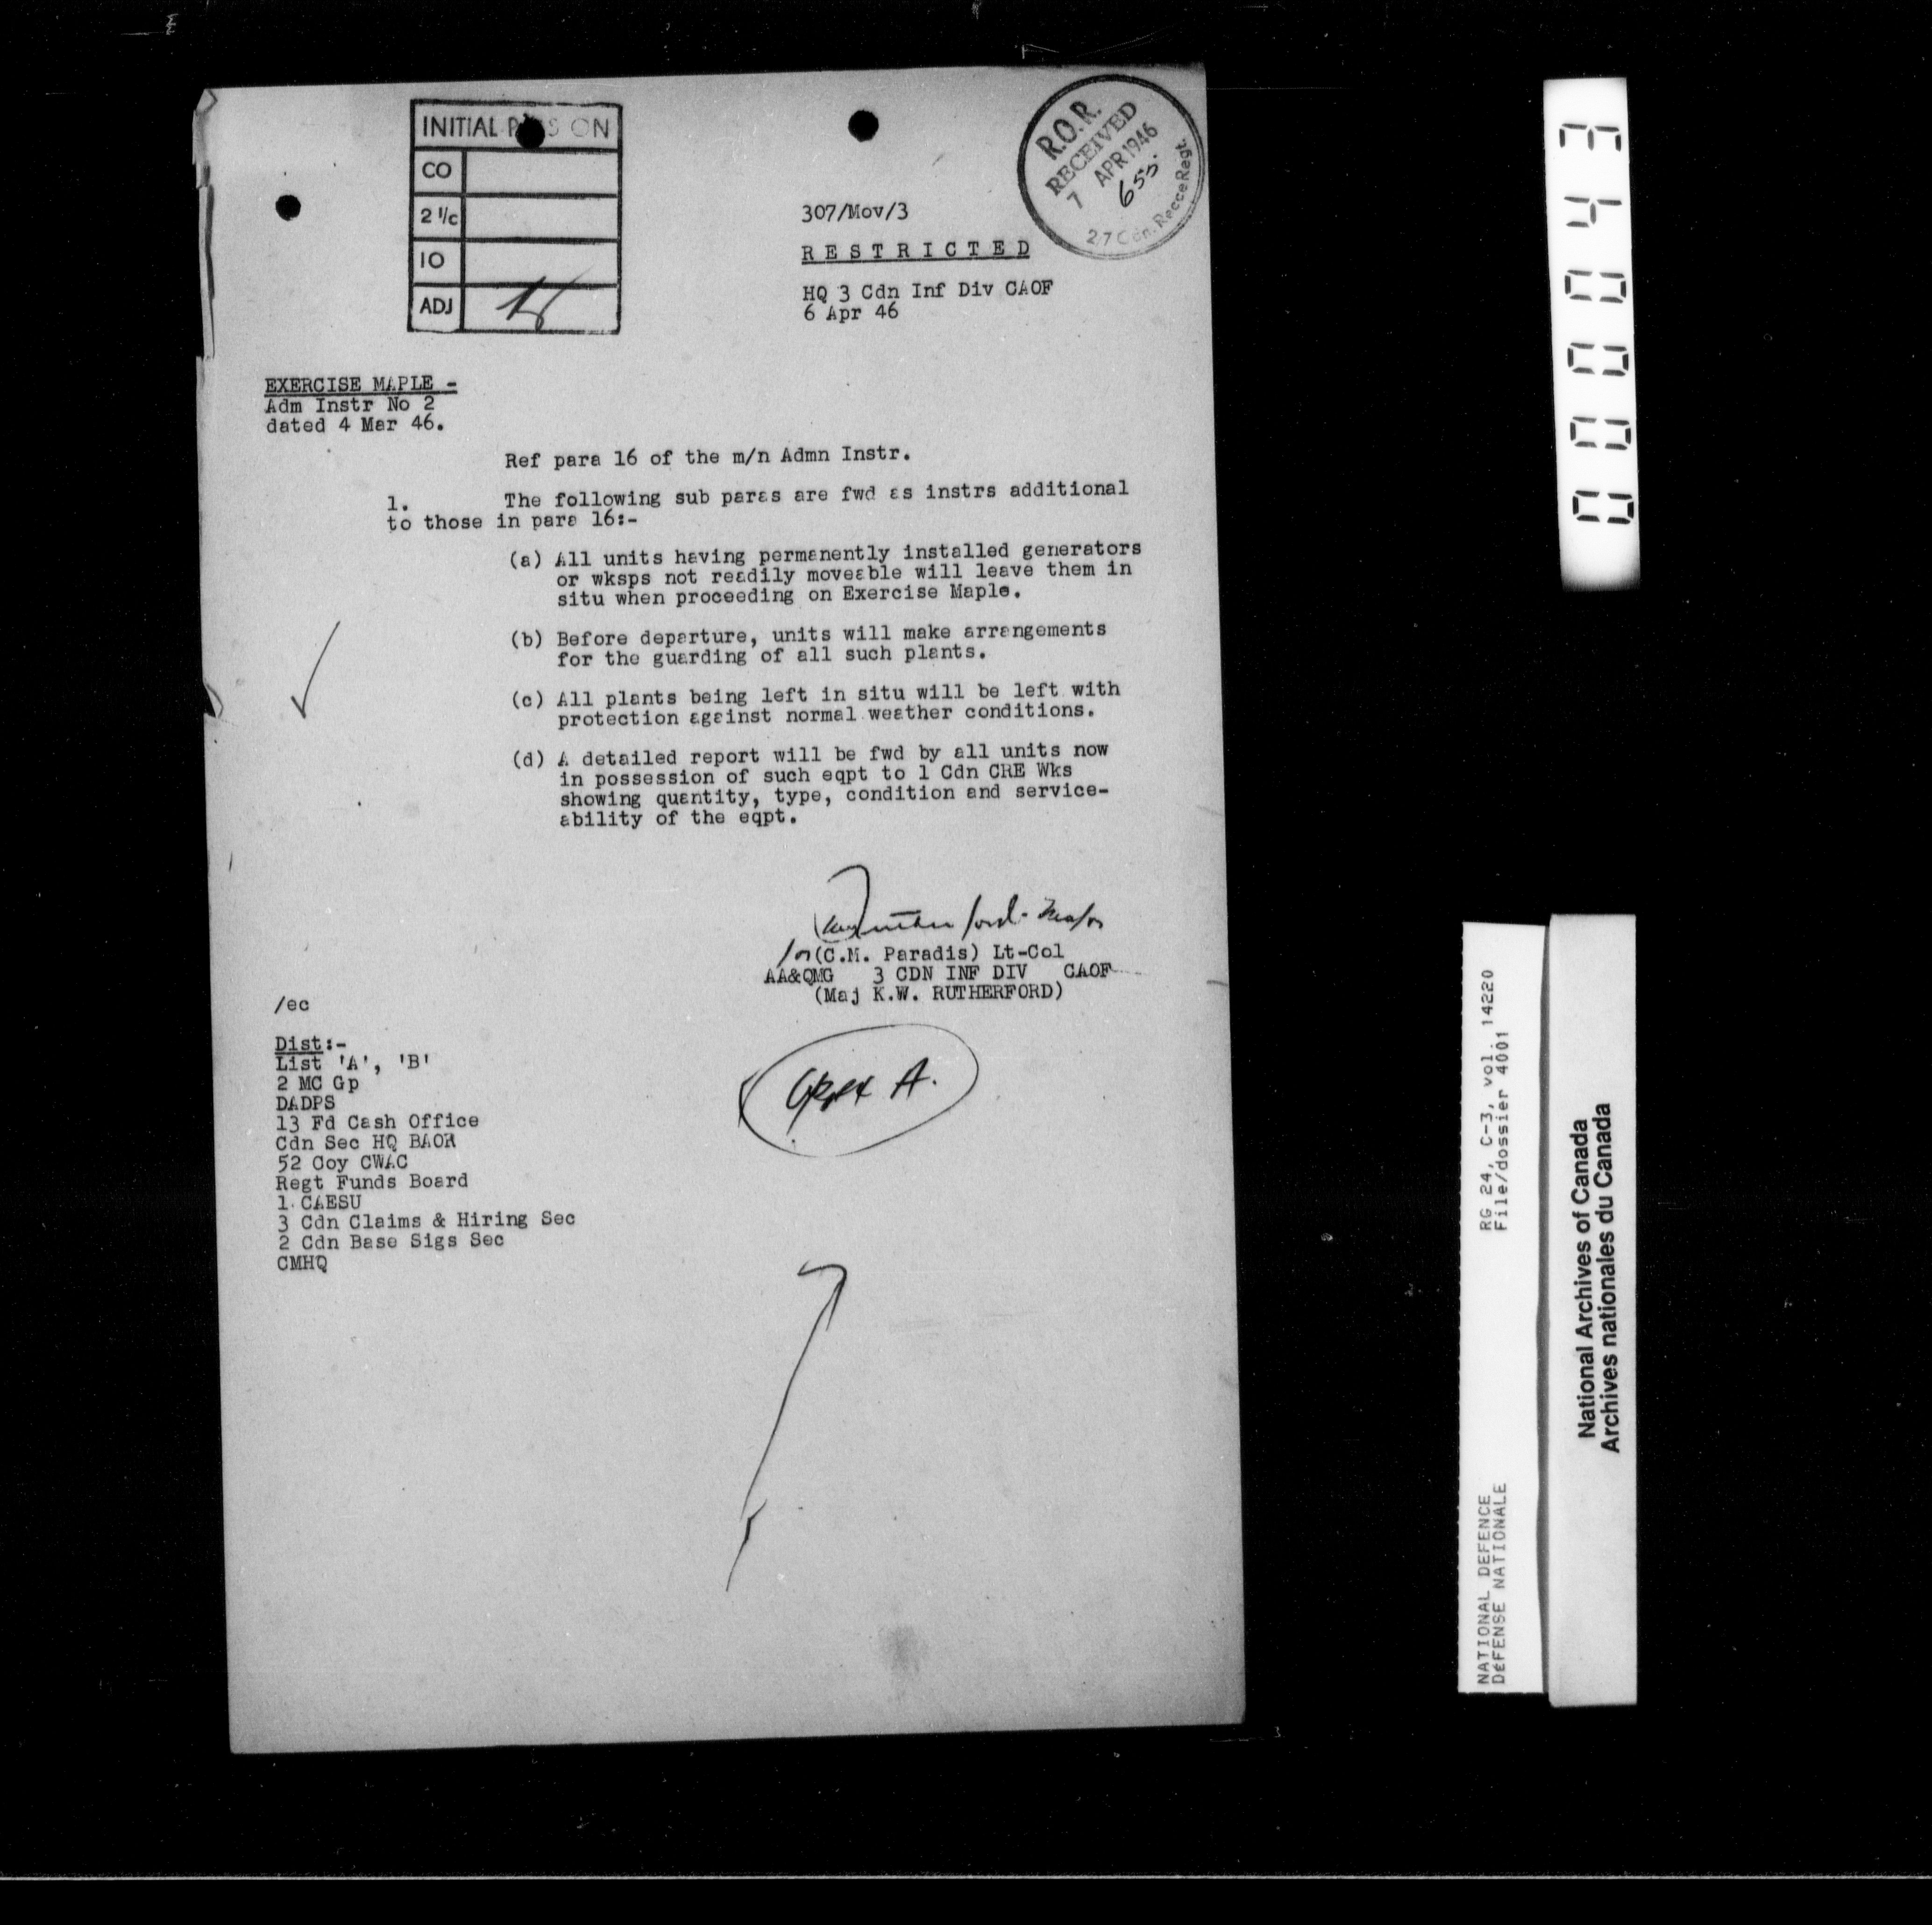 INITIAL P S ON
CO
2 I/c
IO
ADJ
R.O.R.
RECEIVED
7 APR 1946
655
27 Cdn. Recce Regt.
307/Mov/3
RESTRICTED
HQ 3 Cdn Inf Div CAOF
6 Apr 46
EXERCISE MAPLE -
Adm Instr No 2
dated 4 Mar 46.
Ref para 16 of the m/n Admn Instr.
1. The following sub paras are fwd as instrs additional
to those in para 16:-
(a) All units having permanently installed generators
or wksps not readily moveable will leave them in
situ when proceeding on Exercise Maple.
(b) Before departure, units will make arrangements
for the guarding of all such plants.
(c) All plants being left in situ will be left with
protection against normal weather conditions.
(d) A detailed report will be fwd by all units now
in possession of such eqpt to 1 Cdn CRE Wks
showing quantity, type, condition and service-
ability of the eqpt.
Rutherford - Major
for (C.M. Paradis) Lt-Col
AA&QMG 3 CDN INF DIV CAOF
(Maj K.W. RUTHERFORD)
/ec
Dist:-
List 'A', 'B'
2 MC Gp
DADPS
13 Fd Cash Office
Cdn Sec HQ BAOR
52 Coy CWAC
Regt Funds Board
1 CAESU
3 Cdn Claims & Hiring Sec
2 Cdn Base Sigs Sec
CMHQ
A.
00043
RG 24, C-3, vol. 14220
File/dossier 4001
NATIONAL DEFENCE
DÉFENSE NATIONALE
National Archives of Canada
Archives nationales du Canada